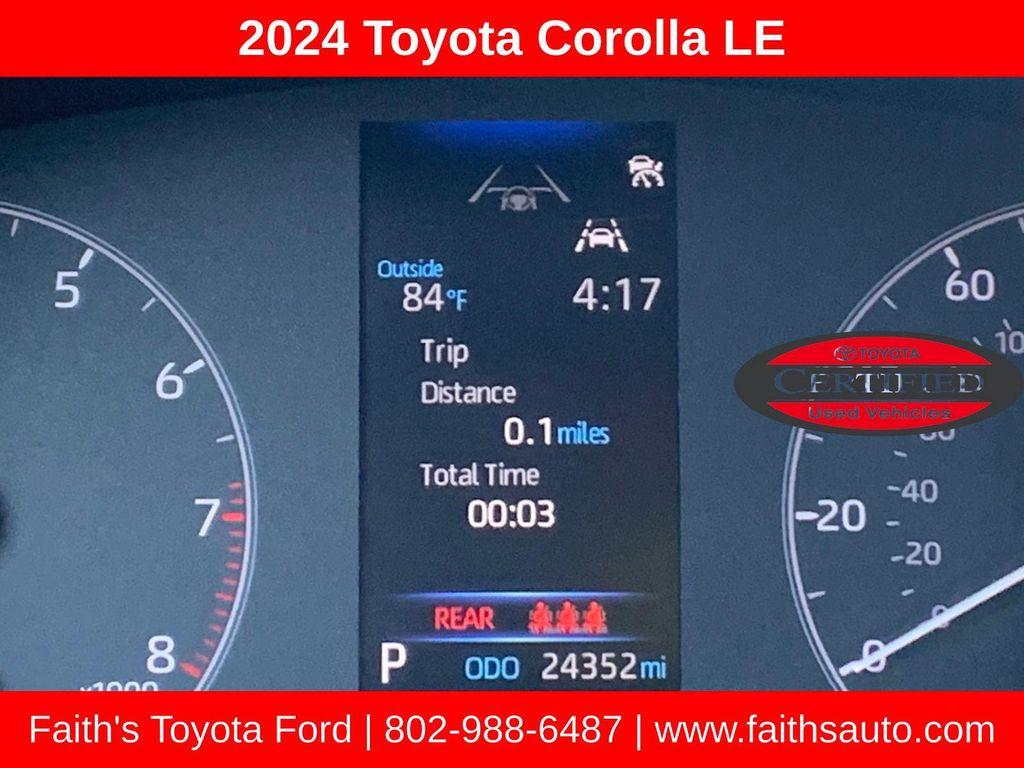 2024 Toyota Corolla LE
Outside
84°F
4:17
Trip
Distance
0.1 miles
Total Time
00:03
REAR
P
ODO 24352 mi
5
6
7
8
60
20
0
40
20
0
TOYOTA
CERTIFIED
Used Vehicles
Faith's Toyota Ford | 802-988-6487 | www.faithsauto.com